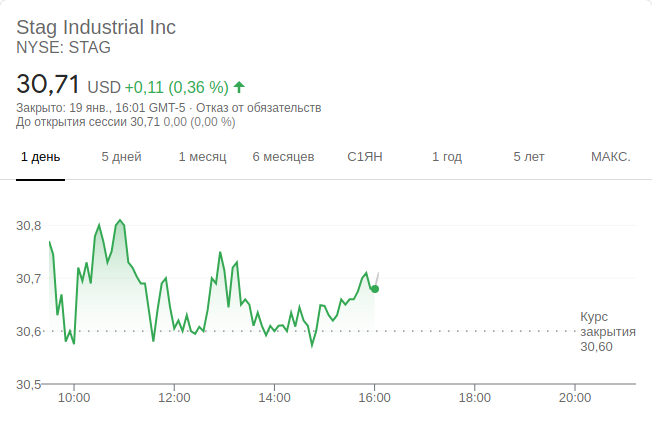 Stag Industrial Inc
NYSE: STAG
30,71 USD +0,11 (0,36 %)
Закрыто: 19 янв., 16:01 GMT-5 · Отказ от обязательств
До открытия сессии 30,71 0,00 (0,00 %)
1 день 5 дней 1 месяц 6 месяцев С1ЯН 1 год 5 лет МАКС.
30,8
30,7
30,6
Курс
закрытия
30,60
30,5
10:00 12:00 14:00 16:00 18:00 20:00